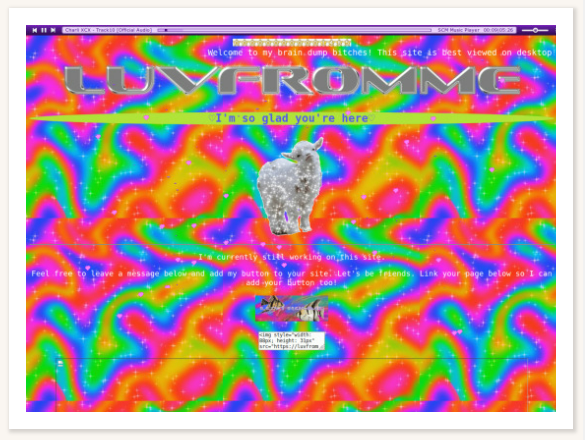 Charli XCX - Track10 [Official Audio]
SCM Music Player 00:00/05:26
Welcome to my brain dump bitches! This site is best viewed on desktop
LUVFROMME
♡I'm so glad you're here♡
I'm currently still working on this site.
Feel free to leave a message below and add my button to your site. Let's be friends. Link your page below so I can
add your button too!
<img style="width:
88px; height: 31px"
src="https://luvfromm